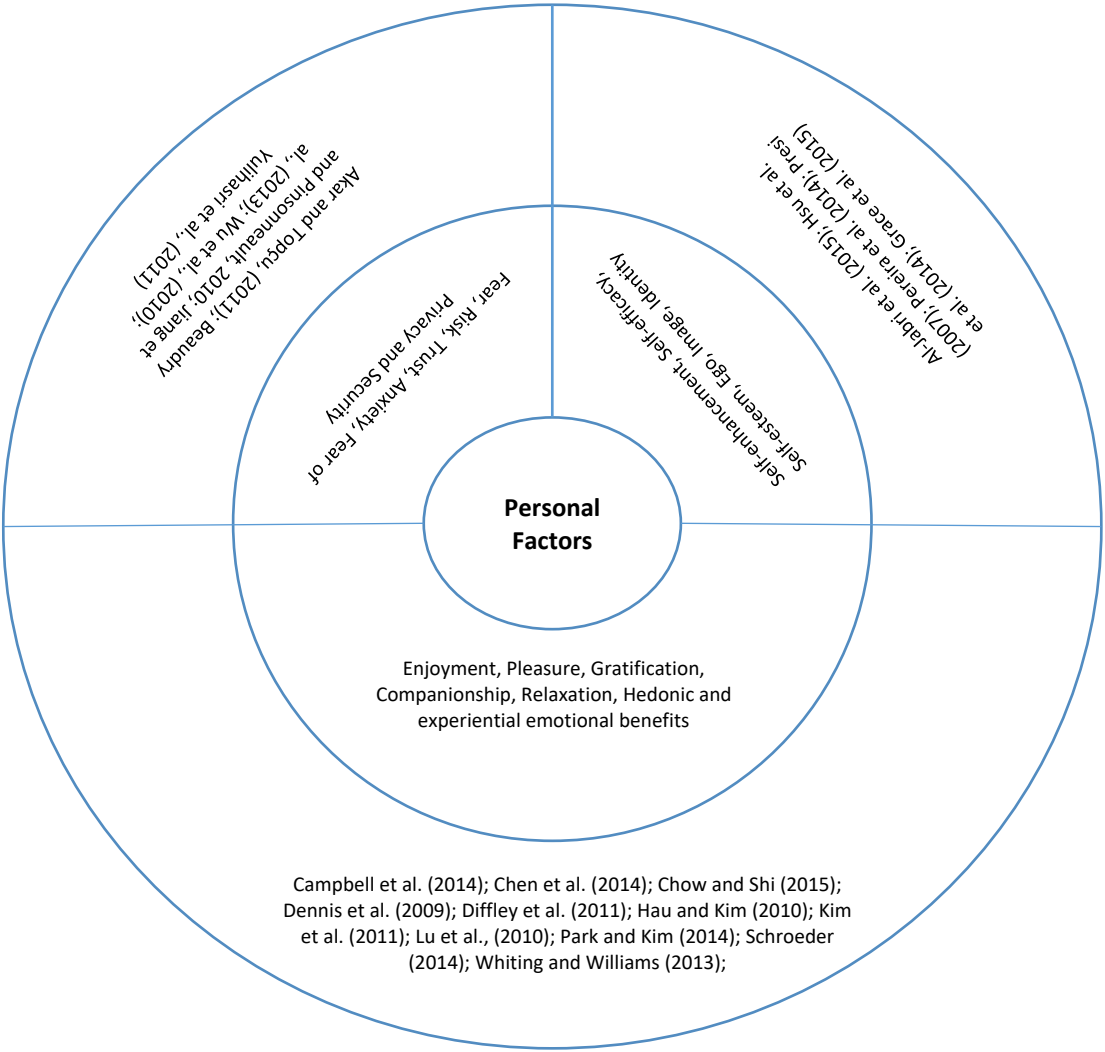 Akar and Topçu, (2011); Beaudry
and Pinsonneault, 2010; Jiang et
al., (2013); Wu et al., (2010);
Yulihasri et al., (2011)
Al-Jabri et al. (2015); Hsu et al.
(2007); Pereira et al. (2014); Presi
et al. (2014); Grace et al. (2015)
Fear, Risk, Trust, Anxiety, Fear of
Privacy and Security
Self-enhancement, Self-efficacy,
Self-esteem, Ego, Image, Identity
Personal
Factors
Enjoyment, Pleasure, Gratification,
Companionship, Relaxation, Hedonic and
experiential emotional benefits
Campbell et al. (2014); Chen et al. (2014); Chow and Shi (2015);
Dennis et al. (2009); Diffley et al. (2011); Hau and Kim (2010); Kim
et al. (2011); Lu et al., (2010); Park and Kim (2014); Schroeder
(2014); Whiting and Williams (2013);